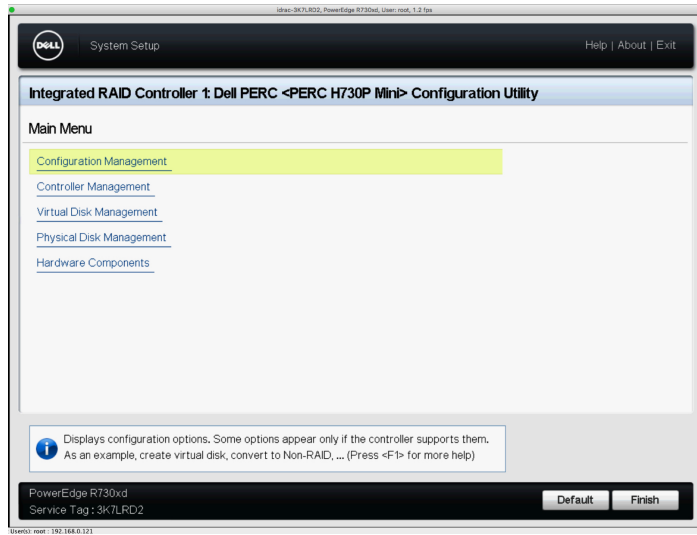 idrac-3K7LRD2, PowerEdge R730xd, User: root, 1.2 fps
DELL
System Setup
Help | About | Exit
Integrated RAID Controller 1: Dell PERC <PERC H730P Mini> Configuration Utility
Main Menu
Configuration Management
Controller Management
Virtual Disk Management
Physical Disk Management
Hardware Components
i
Displays configuration options. Some options appear only if the controller supports them.
As an example, create virtual disk, convert to Non-RAID, ... (Press <F1> for more help)
PowerEdge R730xd
Service Tag : 3K7LRD2
Default
Finish
User(s): root : 192.168.0.121